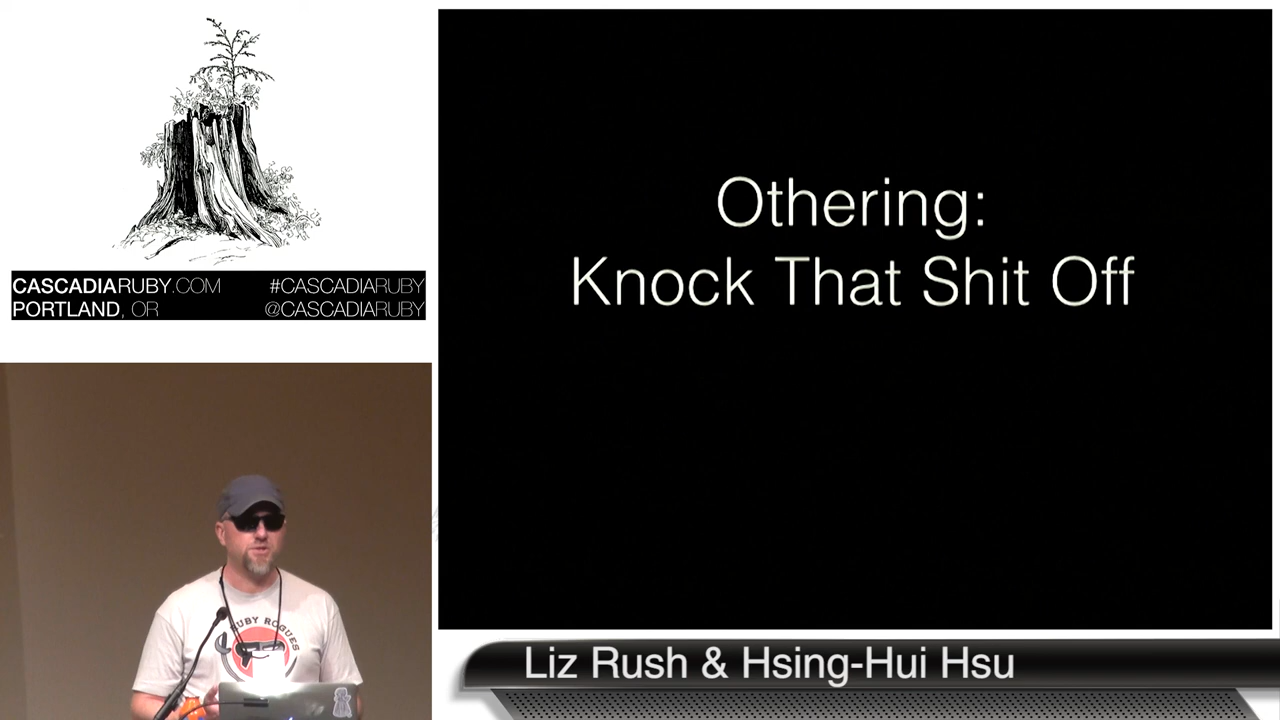 CASCADIARUBY.COM #CASCADIARUBY
PORTLAND, OR @CASCADIARUBY
Othering:
Knock That Shit Off
RUBY ROGUES
Liz Rush & Hsing-Hui Hsu